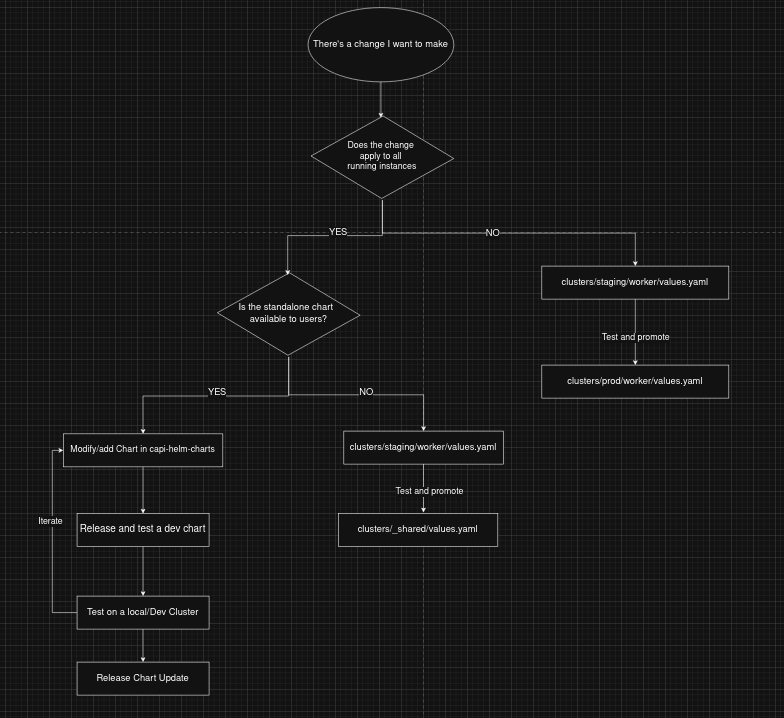 There's a change I want to make
Does the change
apply to all
running instances
YES
NO
clusters/staging/worker/values.yaml
Is the standalone chart
available to users?
Test and promote
clusters/prod/worker/values.yaml
YES
NO
Modify/add Chart in capi-helm-charts
clusters/staging/worker/values.yaml
Test and promote
Iterate
Release and test a dev chart
clusters/_shared/values.yaml
Test on a local/Dev Cluster
Release Chart Update